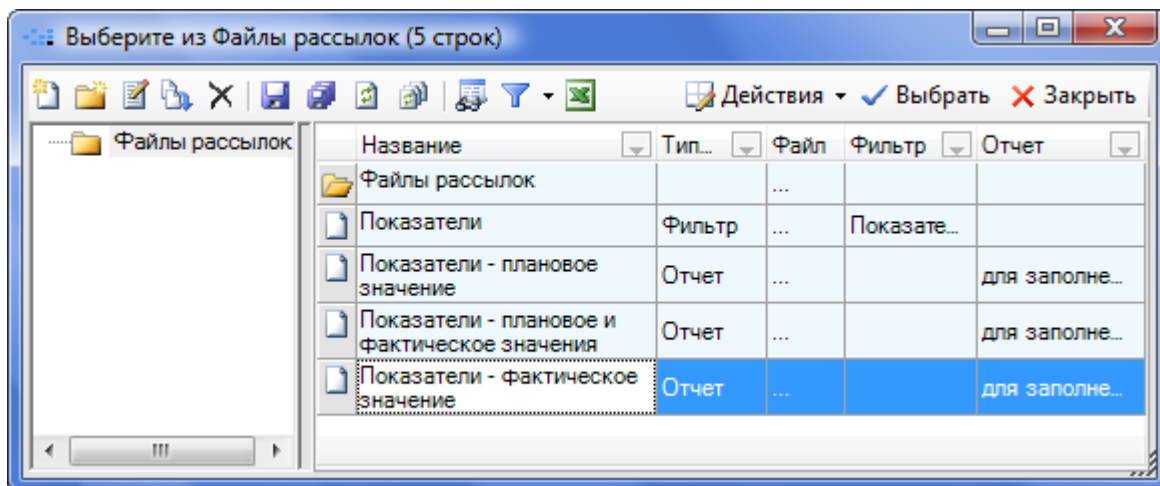 Выберите из Файлы рассылок (5 строк)
Действия Выбрать Закрыть
Файлы рассылок
Название Тип... Файл Фильтр Отчет
Файлы рассылок ...
Показатели Фильтр ... Показате...
Показатели - плановое
значение Отчет ... для заполне...
Показатели - плановое и
фактическое значения Отчет ... для заполне...
Показатели - фактическое
значение Отчет ... для заполне...